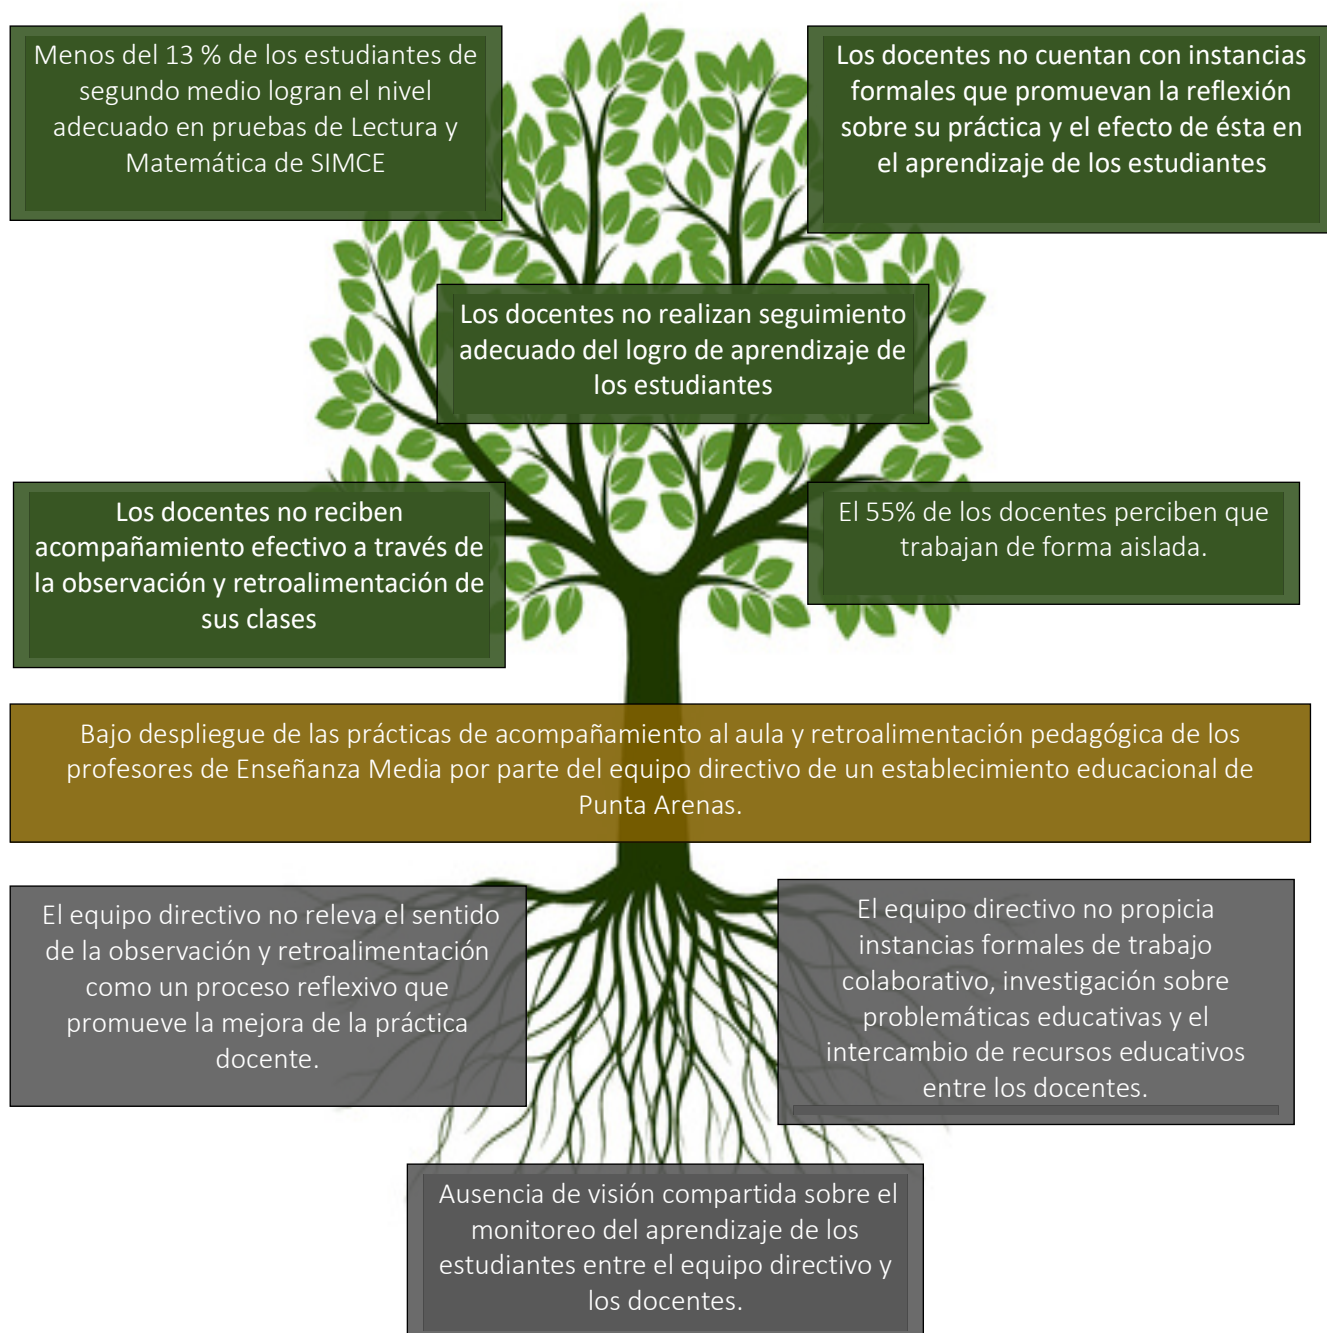 Menos del 13 % de los estudiantes de
segundo medio logran el nivel
adecuado en pruebas de Lectura y
Matemática de SIMCE
Los docentes no cuentan con instancias
formales que promuevan la reflexión
sobre su práctica y el efecto de ésta en
el aprendizaje de los estudiantes
Los docentes no realizan seguimiento
adecuado del logro de aprendizaje de
los estudiantes
Los docentes no reciben
acompañamiento efectivo a través de
la observación y retroalimentación de
sus clases
El 55% de los docentes perciben que
trabajan de forma aislada.
Bajo despliegue de las prácticas de acompañamiento al aula y retroalimentación pedagógica de los
profesores de Enseñanza Media por parte del equipo directivo de un establecimiento educacional de
Punta Arenas.
El equipo directivo no releva el sentido
de la observación y retroalimentación
como un proceso reflexivo que
promueve la mejora de la práctica
docente.
El equipo directivo no propicia
instancias formales de trabajo
colaborativo, investigación sobre
problemáticas educativas y el
intercambio de recursos educativos
entre los docentes.
Ausencia de visión compartida sobre el
monitoreo del aprendizaje de los
estudiantes entre el equipo directivo y
los docentes.